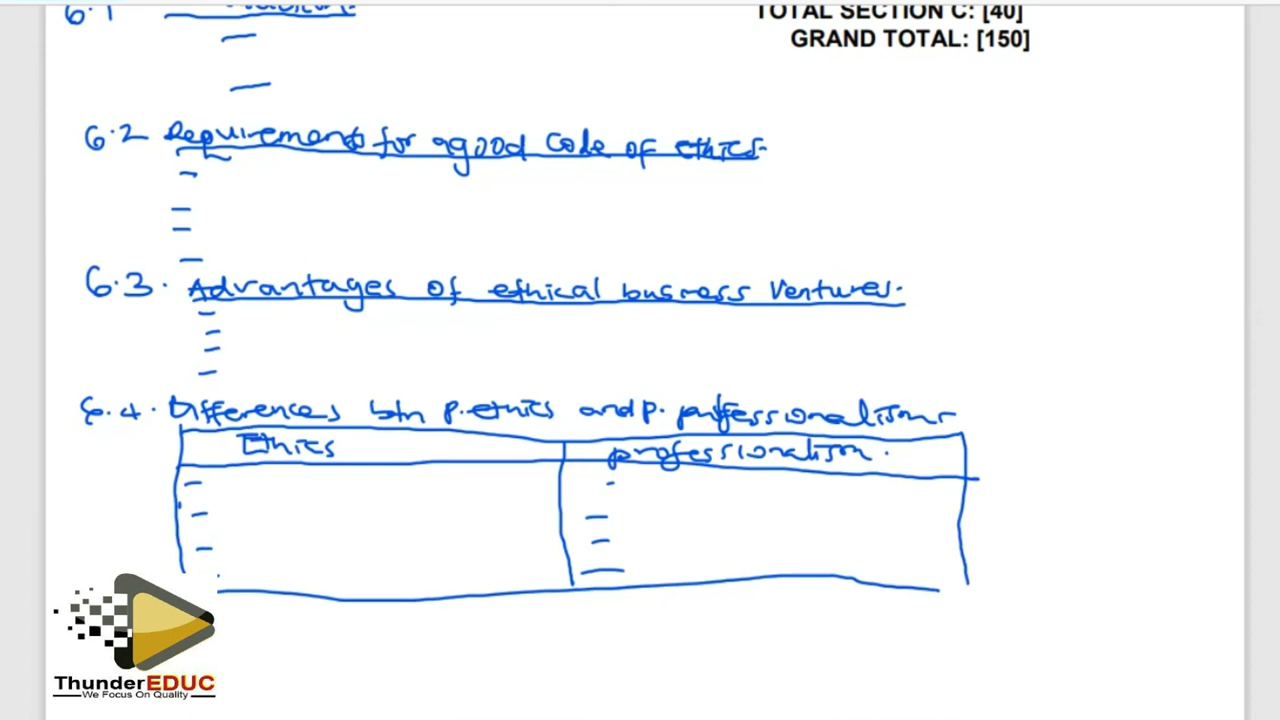 6.1
TOTAL SECTION C: [40]
GRAND TOTAL: [150]
6.2 Requirements for a good Code of ethics.
6.3. Advantages of ethical business Ventures.
6.4. Differences btn p. ethics and p. professionalism
Ethics
professionalism.
ThunderEDUC
We Focus On Quality